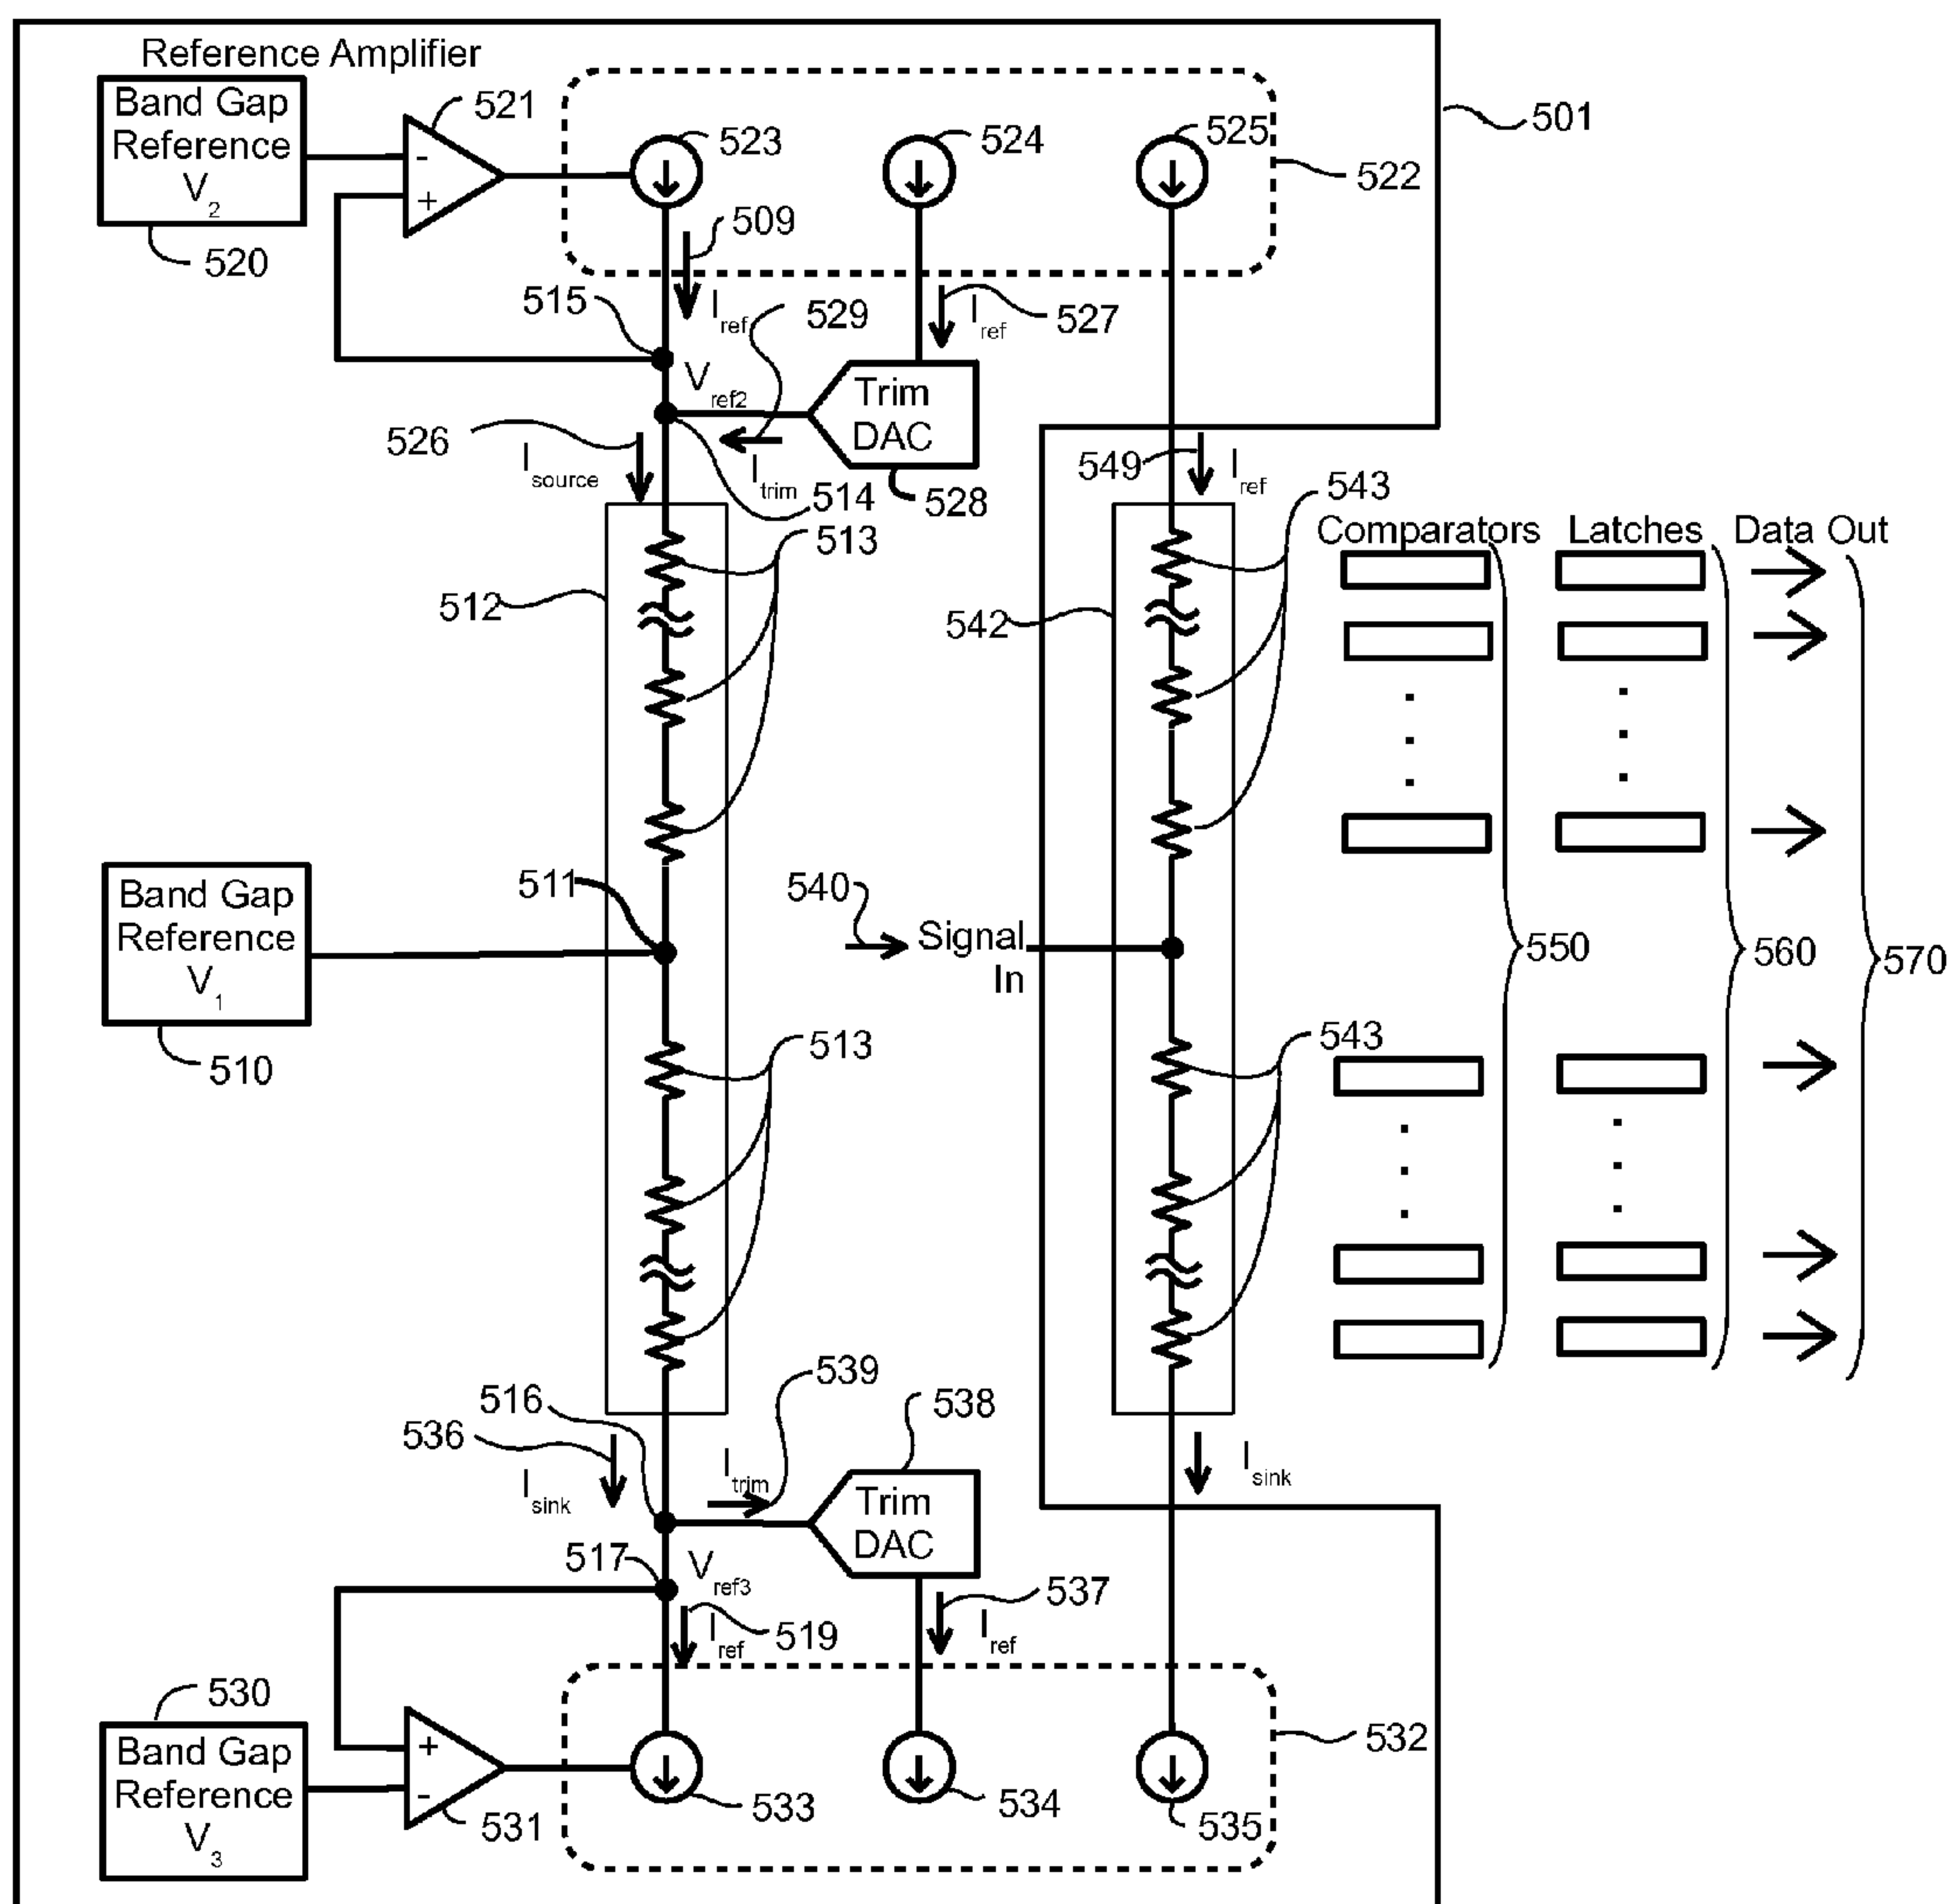 Reference Amplifier
Band Gap
Reference
V2
520
-
+
521
523
524
525
501
522
509
Iref
515
529
Iref
527
Vref2
Trim
DAC
526
Isource
Itrim
514
528
549
Iref
513
543
512
542
Comparators
Latches
Data Out
511
Band Gap
Reference
V1
510
540
Signal
In
550
560
570
513
543
516
539
538
536
Isink
Itrim
Trim
DAC
Isink
517
Vref3
537
Iref
519
Iref
530
Band Gap
Reference
V3
+
-
531
533
534
535
532